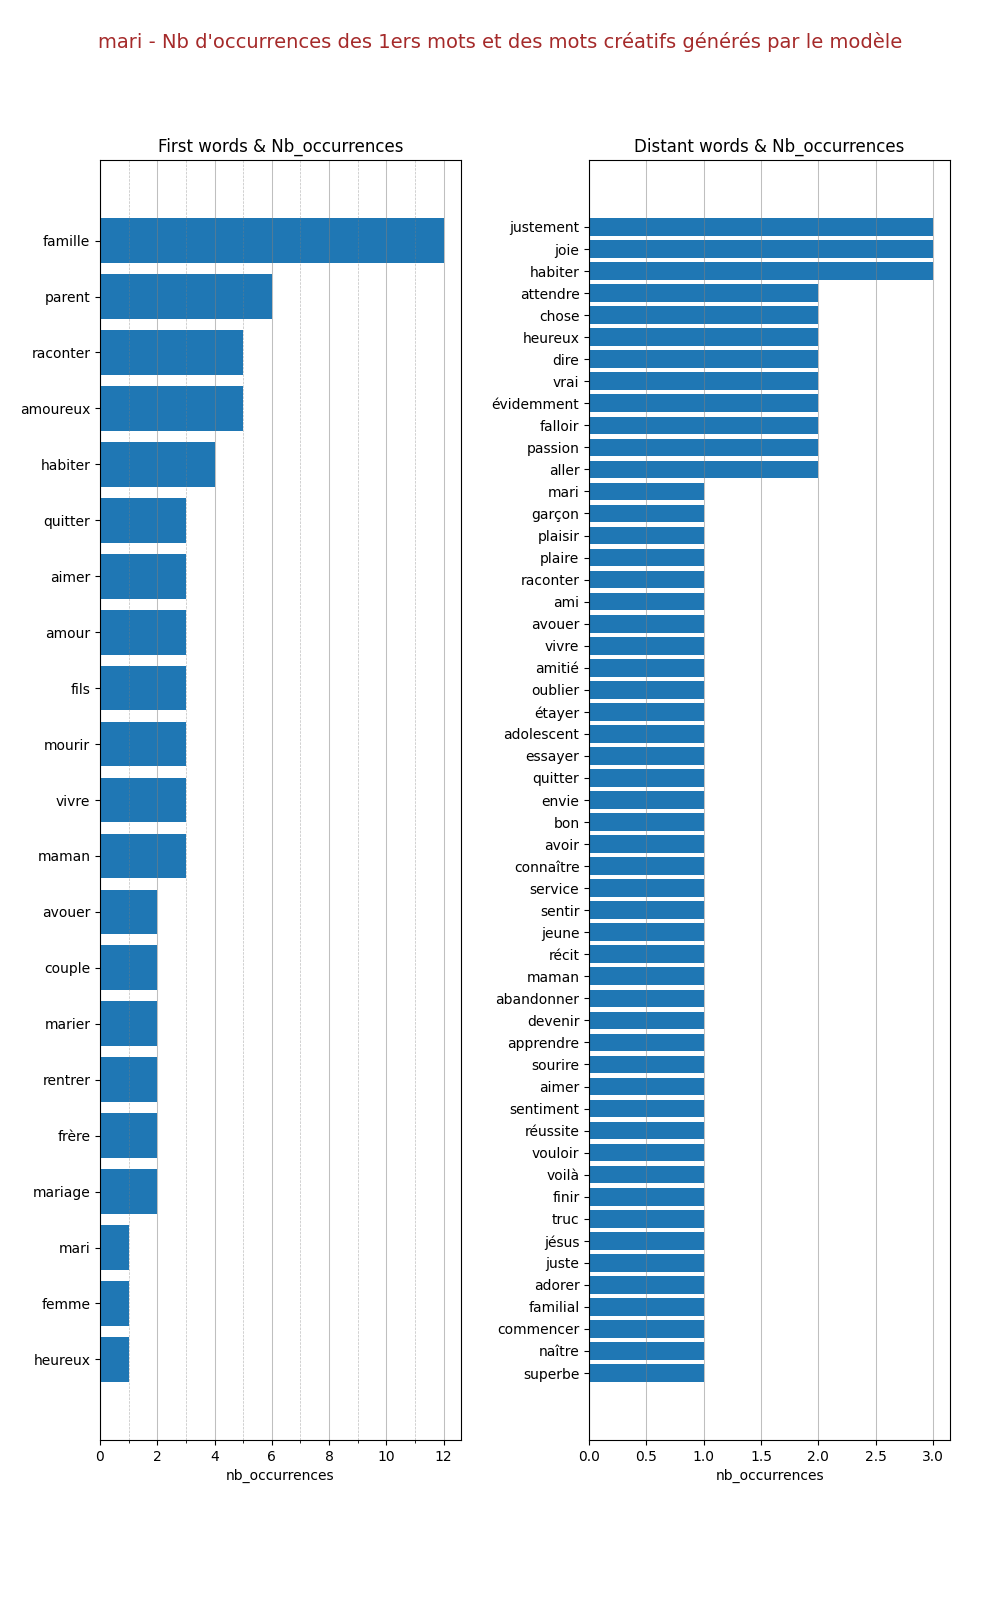 mari - Nb d'occurrences des 1ers mots et des mots créatifs générés par le modèle
First words & Nb_occurrences
famille
parent
raconter
amoureux
habiter
quitter
aimer
amour
fils
mourir
vivre
maman
avouer
couple
marier
rentrer
frère
mariage
mari
femme
heureux
0 2 4 6 8 10 12
nb_occurrences
Distant words & Nb_occurrences
justement
joie
habiter
attendre
chose
heureux
dire
vrai
évidemment
falloir
passion
aller
mari
garçon
plaisir
plaire
raconter
ami
avouer
vivre
amitié
oublier
étayer
adolescent
essayer
quitter
envie
bon
avoir
connaître
service
sentir
jeune
récit
maman
abandonner
devenir
apprendre
sourire
aimer
sentiment
réussite
vouloir
voilà
finir
truc
jésus
juste
adorer
familial
commencer
naître
superbe
0.0 0.5 1.0 1.5 2.0 2.5 3.0
nb_occurrences